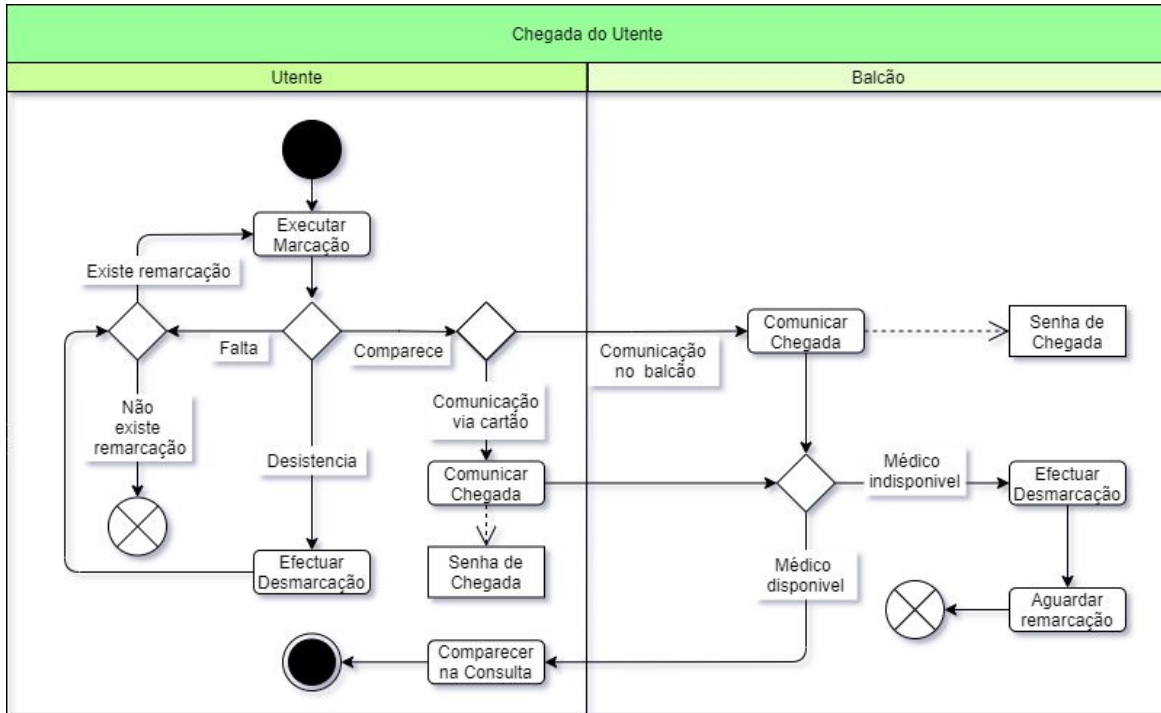 Chegada do Utente
Utente
Balcão
Executar
Marcação
Existe remarcação
Falta
Comparece
Comunicação
no balcão
Comunicar
Chegada
Senha de
Chegada
Não
existe
remarcação
Desistencia
Comunicação
via cartão
Comunicar
Chegada
Médico
indisponivel
Efectuar
Desmarcação
Efectuar
Desmarcação
Senha de
Chegada
Médico
disponivel
Aguardar
remarcação
Comparecer
na Consulta